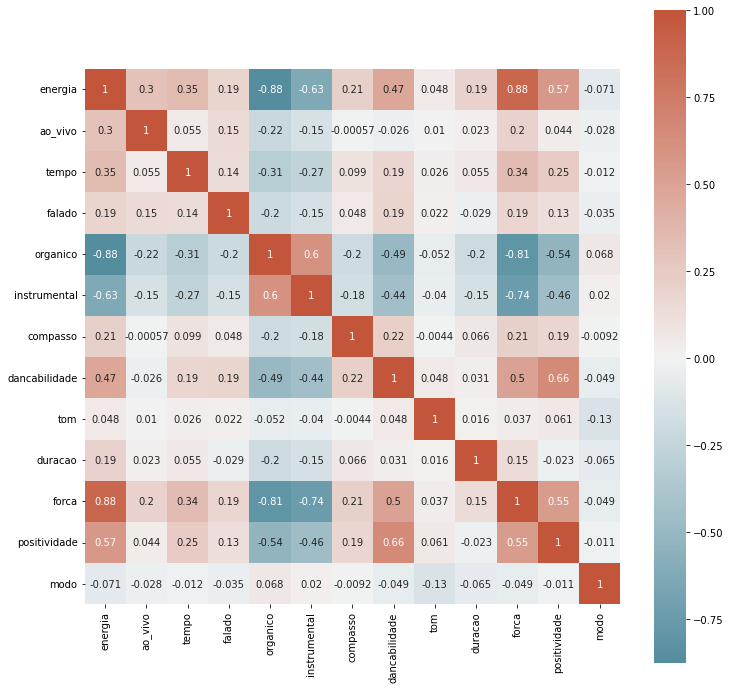 1.00
energia 1 0.3 0.35 0.19 -0.88 -0.63 0.21 0.47 0.048 0.19 0.88 0.57 -0.071
0.75
ao_vivo 0.3 1 0.055 0.15 -0.22 -0.15 -0.00057 -0.026 0.01 0.023 0.2 0.044 -0.028
tempo 0.35 0.055 1 0.14 -0.31 -0.27 0.099 0.19 0.026 0.055 0.34 0.25 -0.012
0.50
falado 0.19 0.15 0.14 1 -0.2 -0.15 0.048 0.19 0.022 -0.029 0.19 0.13 -0.035
organico -0.88 -0.22 -0.31 -0.2 1 0.6 -0.2 -0.49 -0.052 -0.2 -0.81 -0.54 0.068
0.25
instrumental -0.63 -0.15 -0.27 -0.15 0.6 1 -0.18 -0.44 -0.04 -0.15 -0.74 -0.46 0.02
compasso 0.21 -0.00057 0.099 0.048 -0.2 -0.18 1 0.22 -0.0044 0.066 0.21 0.19 -0.0092
0.00
dancabilidade 0.47 -0.026 0.19 0.19 -0.49 -0.44 0.22 1 0.048 0.031 0.5 0.66 -0.049
tom 0.048 0.01 0.026 0.022 -0.052 -0.04 -0.0044 0.048 1 0.016 0.037 0.061 -0.13
-0.25
duracao 0.19 0.023 0.055 -0.029 -0.2 -0.15 0.066 0.031 0.016 1 0.15 -0.023 -0.065
forca 0.88 0.2 0.34 0.19 -0.81 -0.74 0.21 0.5 0.037 0.15 1 0.55 -0.049
-0.50
positividade 0.57 0.044 0.25 0.13 -0.54 -0.46 0.19 0.66 0.061 -0.023 0.55 1 -0.011
modo -0.071 -0.028 -0.012 -0.035 0.068 0.02 -0.0092 -0.049 -0.13 -0.065 -0.049 -0.011 1
-0.75
energia ao_vivo tempo falado organico instrumental compasso dancabilidade tom duracao forca positividade modo